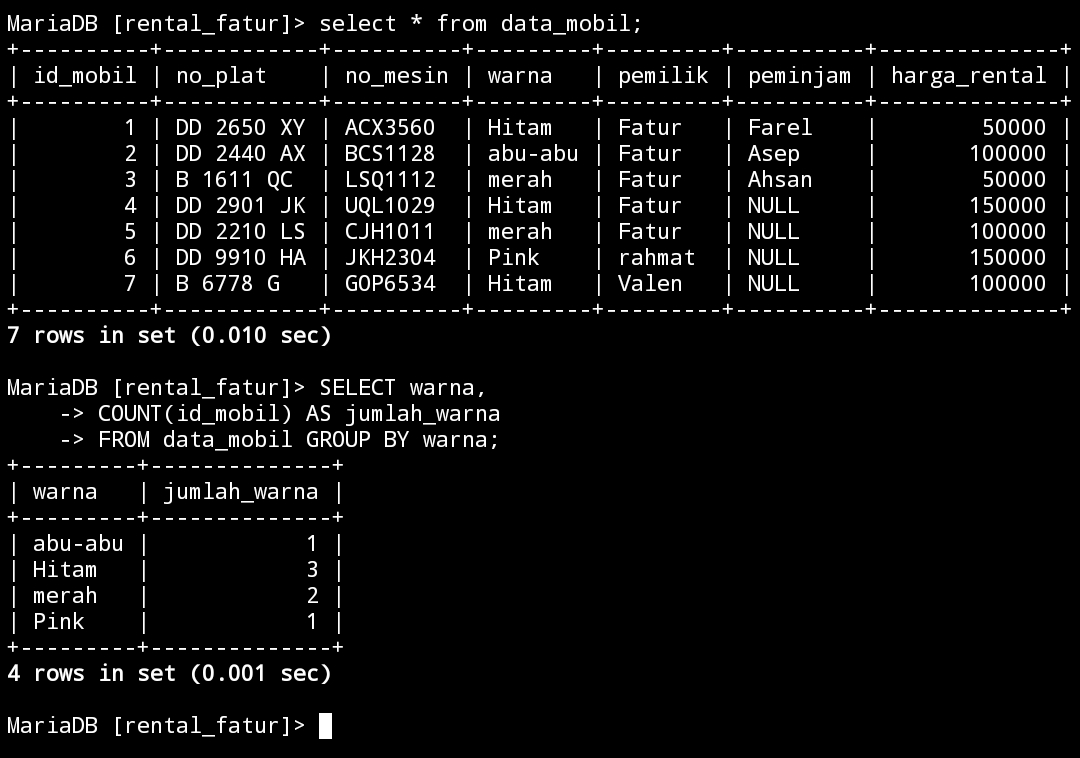 MariaDB [rental_fatur]> select * from data_mobil;
+----------+------------+----------+---------+---------+----------+--------------+
| id_mobil | no_plat    | no_mesin | warna   | pemilik | peminjam | harga_rental |
+----------+------------+----------+---------+---------+----------+--------------+
|        1 | DD 2650 XY | ACX3560  | Hitam   | Fatur   | Farel    |        50000 |
|        2 | DD 2440 AX | BCS1128  | abu-abu | Fatur   | Asep     |       100000 |
|        3 | B 1611 QC  | LSQ1112  | merah   | Fatur   | Ahsan    |        50000 |
|        4 | DD 2901 JK | UQL1029  | Hitam   | Fatur   | NULL     |       150000 |
|        5 | DD 2210 LS | CJH1011  | merah   | Fatur   | NULL     |       100000 |
|        6 | DD 9910 HA | JKH2304  | Pink    | rahmat  | NULL     |       150000 |
|        7 | B 6778 G   | GOP6534  | Hitam   | Valen   | NULL     |       100000 |
+----------+------------+----------+---------+---------+----------+--------------+
7 rows in set (0.010 sec)
MariaDB [rental_fatur]> SELECT warna,
    -> COUNT(id_mobil) AS jumlah_warna
    -> FROM data_mobil GROUP BY warna;
+---------+--------------+
| warna   | jumlah_warna |
+---------+--------------+
| abu-abu |            1 |
| Hitam   |            3 |
| merah   |            2 |
| Pink    |            1 |
+---------+--------------+
4 rows in set (0.001 sec)
MariaDB [rental_fatur]>